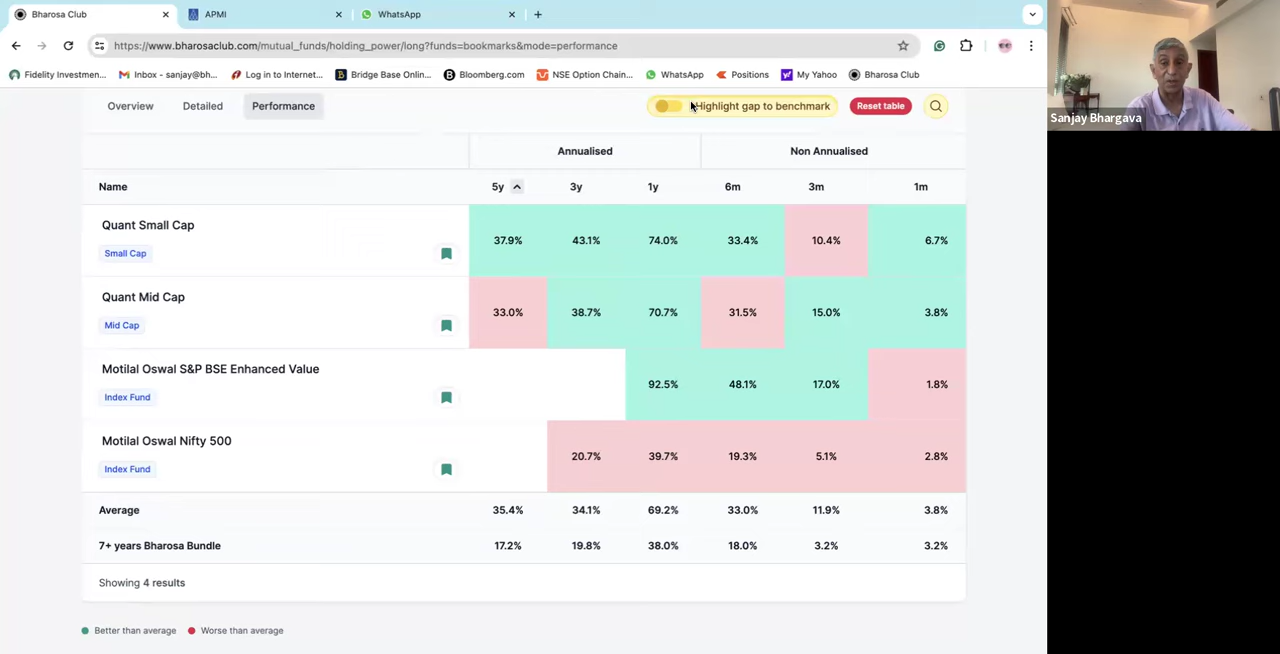 Bharosa Club
APMI
WhatsApp
https://www.bharosaclub.com/mutual_funds/holding_power/long?funds=bookmarks&mode=performance
Fidelity Investmen... Inbox - sanjay@bh... Log in to Internet... Bridge Base Onlin... Bloomberg.com NSE Option Chain... WhatsApp Positions My Yahoo Bharosa Club
Overview Detailed Performance Highlight gap to benchmark Reset table
Sanjay Bhargava
Annualised Non Annualised
Name 5y 3y 1y 6m 3m 1m
Quant Small Cap
Small Cap
37.9% 43.1% 74.0% 33.4% 10.4% 6.7%
Quant Mid Cap
Mid Cap
33.0% 38.7% 70.7% 31.5% 15.0% 3.8%
Motilal Oswal S&P BSE Enhanced Value
Index Fund
92.5% 48.1% 17.0% 1.8%
Motilal Oswal Nifty 500
Index Fund
20.7% 39.7% 19.3% 5.1% 2.8%
Average 35.4% 34.1% 69.2% 33.0% 11.9% 3.8%
7+ years Bharosa Bundle 17.2% 19.8% 38.0% 18.0% 3.2% 3.2%
Showing 4 results
Better than average Worse than average